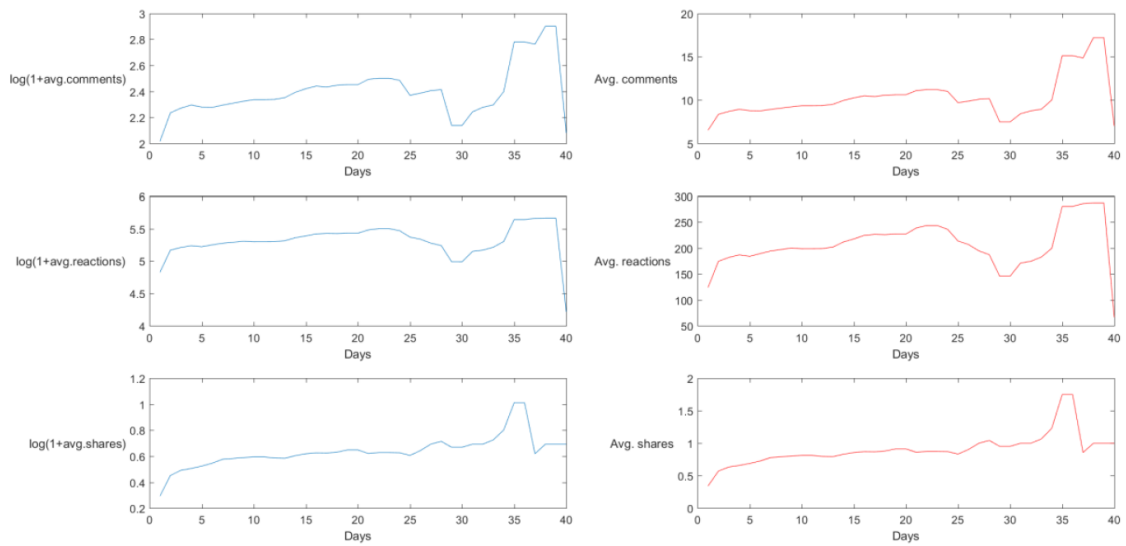 3
2.8
2.6
log(1+avg.comments)
2.4
2.2
2
0 5 10 15 20 25 30 35 40
Days
20
15
Avg. comments
10
5
0 5 10 15 20 25 30 35 40
Days
6
5.5
log(1+avg.reactions)
5
4.5
4
0 5 10 15 20 25 30 35 40
Days
300
250
200
Avg. reactions
150
100
50
0 5 10 15 20 25 30 35 40
Days
1.2
1
0.8
log(1+avg.shares)
0.6
0.4
0.2
0 5 10 15 20 25 30 35 40
Days
2
1.5
Avg. shares
1
0.5
0
0 5 10 15 20 25 30 35 40
Days